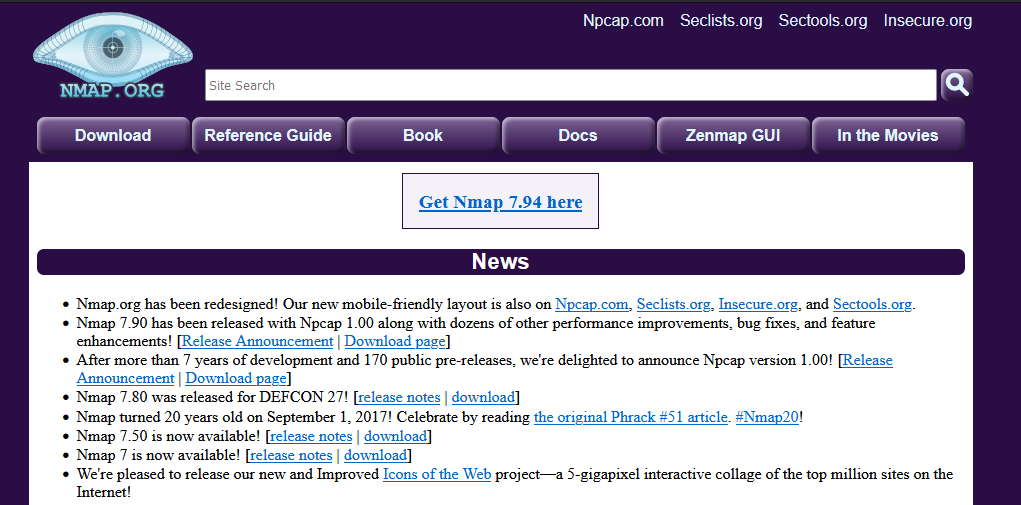 Npcap.com Seclists.org Sectools.org Insecure.org
NMAP.ORG
Site Search
Download Reference Guide Book Docs Zenmap GUI In the Movies
Get Nmap 7.94 here
News
• Nmap.org has been redesigned! Our new mobile-friendly layout is also on Npcap.com, Seclists.org, Insecure.org, and Sectools.org.
• Nmap 7.90 has been released with Npcap 1.00 along with dozens of other performance improvements, bug fixes, and feature
enhancements! [Release Announcement | Download page]
• After more than 7 years of development and 170 public pre-releases, we're delighted to announce Npcap version 1.00! [Release
Announcement | Download page]
• Nmap 7.80 was released for DEFCON 27! [release notes | download]
• Nmap turned 20 years old on September 1, 2017! Celebrate by reading the original Phrack #51 article. #Nmap20!
• Nmap 7.50 is now available! [release notes | download]
• Nmap 7 is now available! [release notes | download]
• We're pleased to release our new and Improved Icons of the Web project—a 5-gigapixel interactive collage of the top million sites on the
Internet!